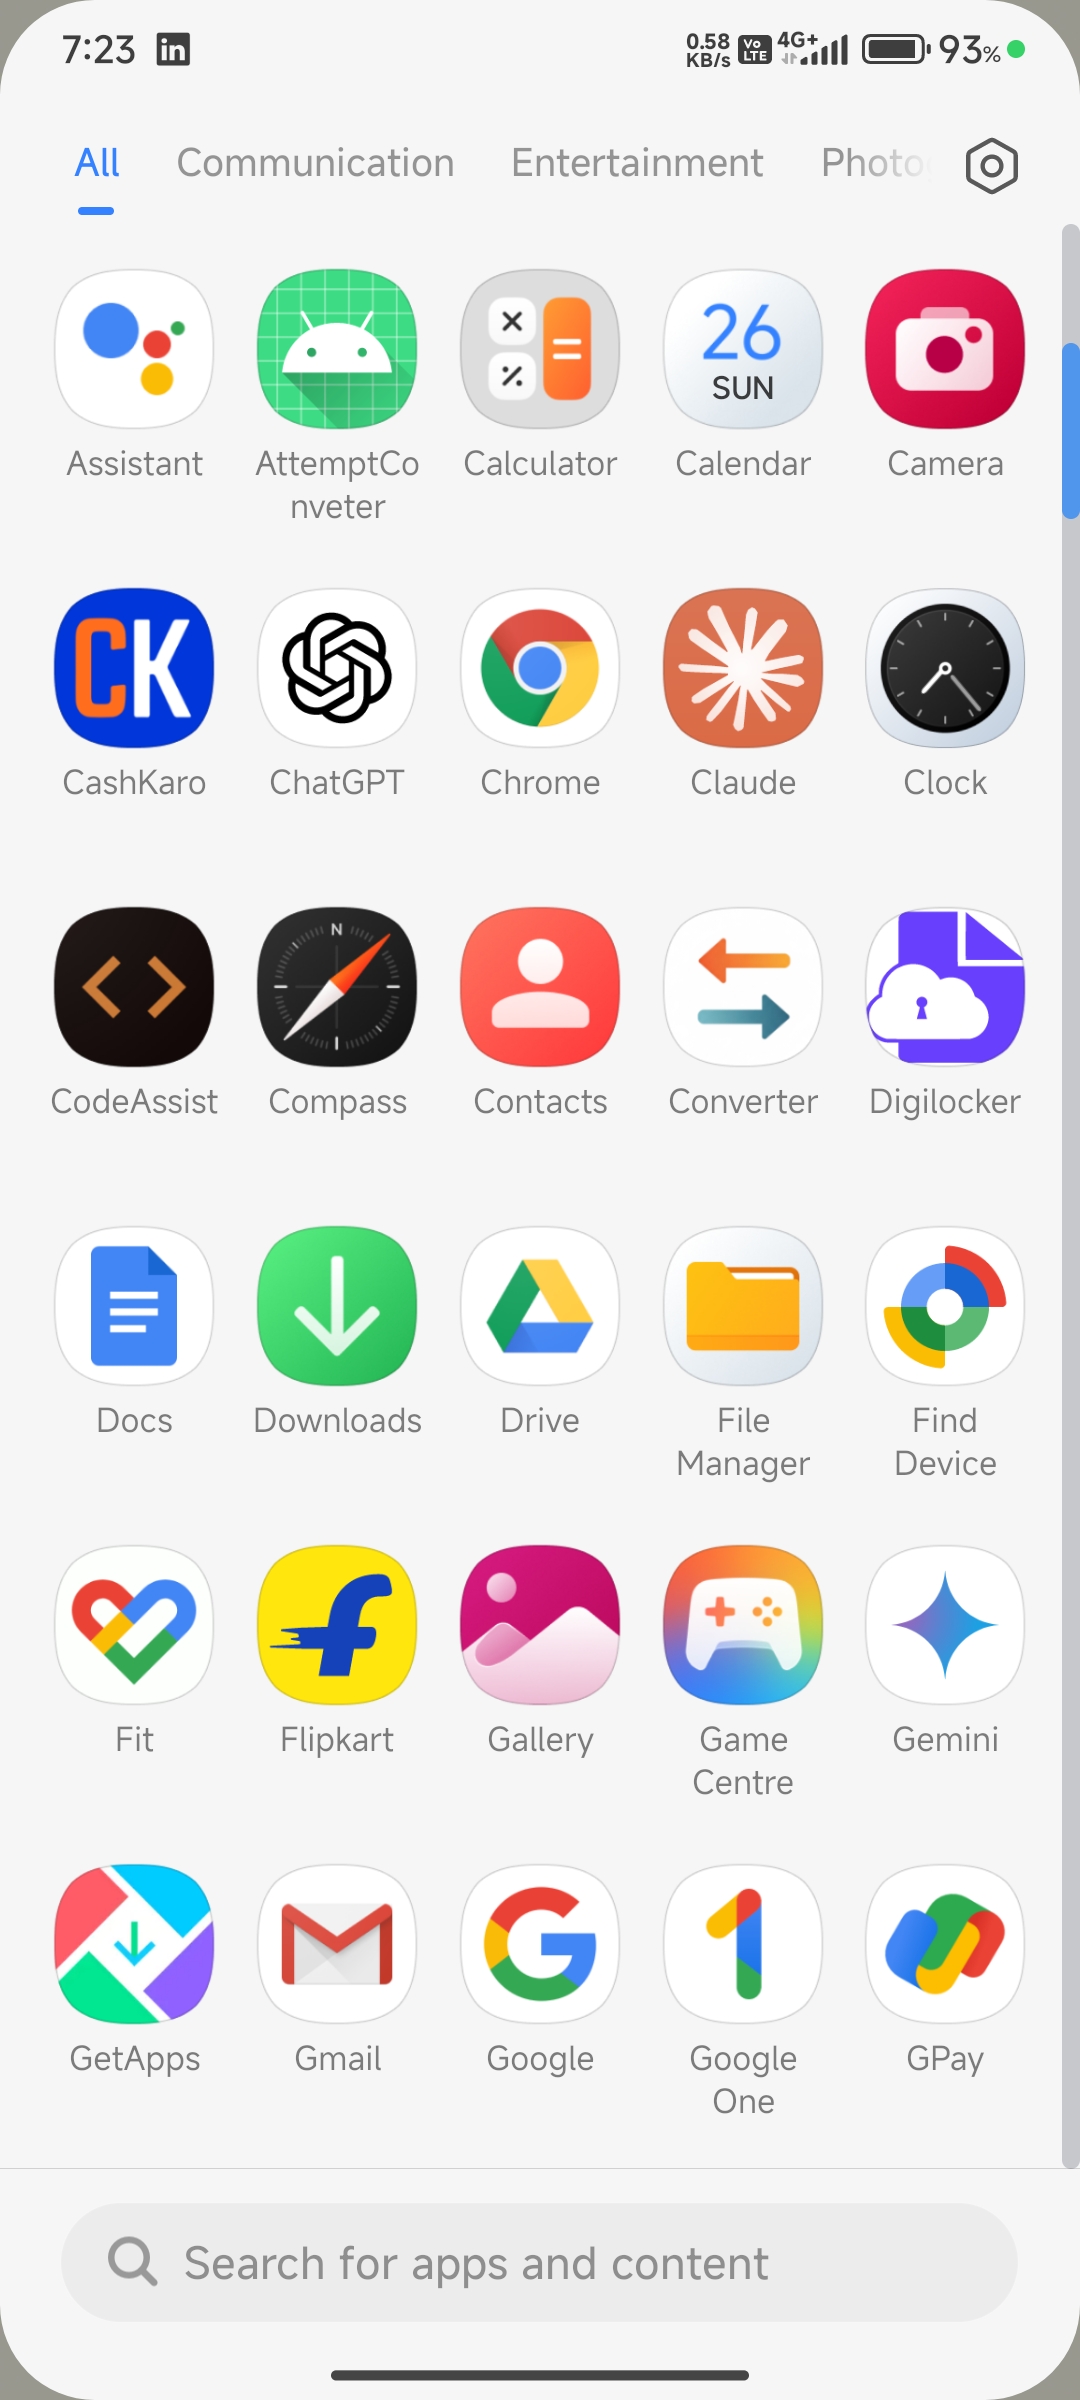 7:23 in 0.58 KB/s Vo LTE 4G+ 93%
All Communication Entertainment Photo
26
SUN
Assistant AttemptCo Calculator Calendar Camera
nveter
CK
CashKaro ChatGPT Chrome Claude Clock
N
CodeAssist Compass Contacts Converter Digilocker
Docs Downloads Drive File Find
Manager Device
Fit Flipkart Gallery Game Gemini
Centre
GetApps Gmail Google Google GPay
One
Search for apps and content